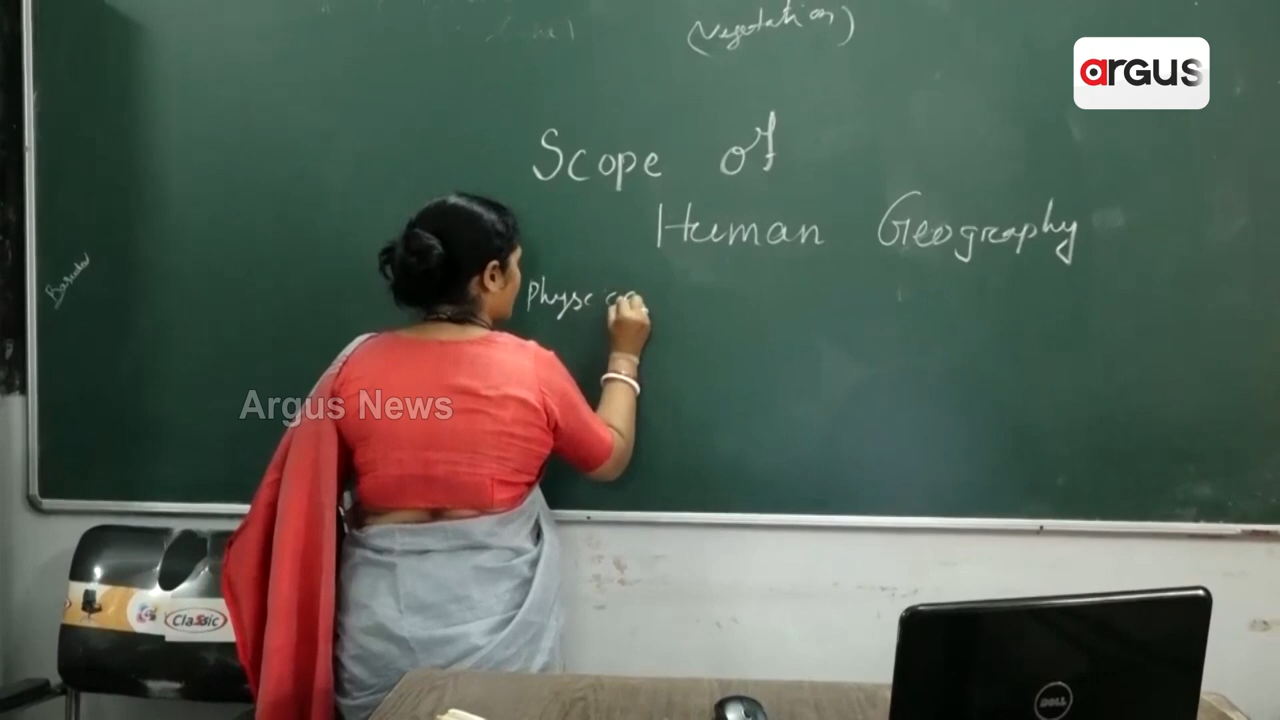 (Vegetation)
argus
Scope of
Human Geography
Physc
Argus News
Classic
DELL